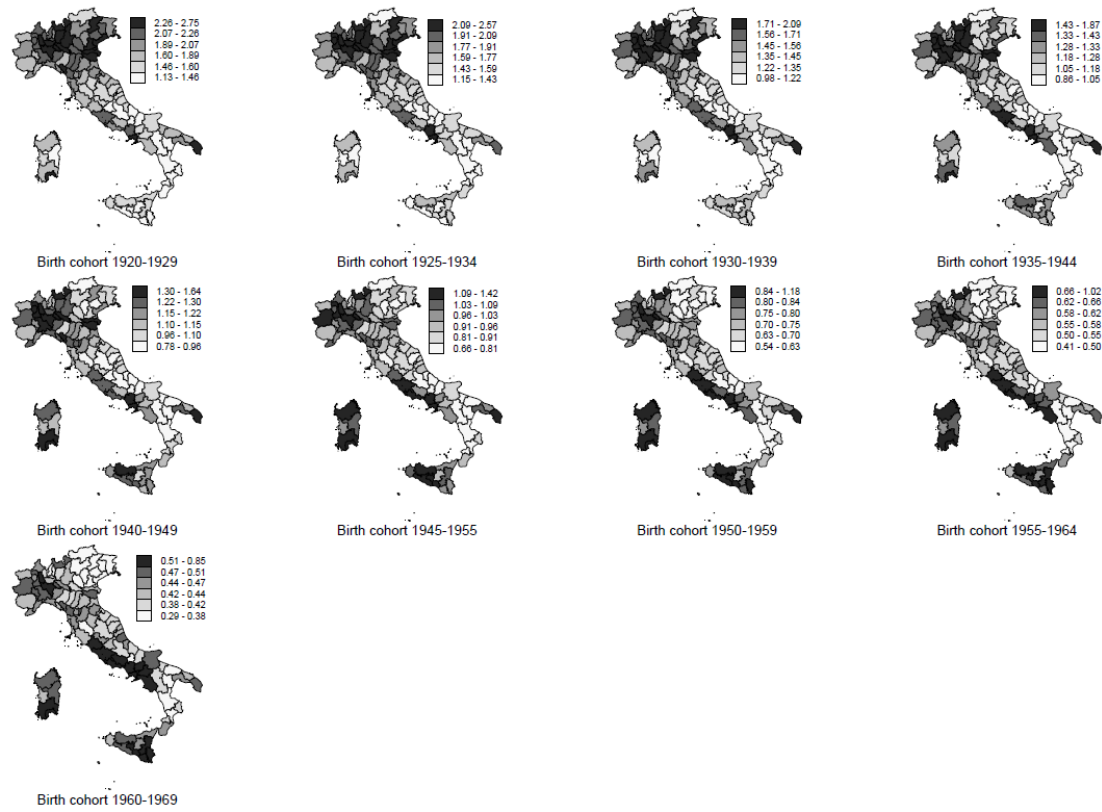 2.26 - 2.75
2.07 - 2.26
1.89 - 2.07
1.60 - 1.89
1.46 - 1.60
1.13 - 1.46
Birth cohort 1920-1929
2.09 - 2.57
1.91 - 2.09
1.77 - 1.91
1.59 - 1.77
1.43 - 1.59
1.15 - 1.43
Birth cohort 1925-1934
1.71 - 2.09
1.56 - 1.71
1.45 - 1.56
1.35 - 1.45
1.22 - 1.35
0.98 - 1.22
Birth cohort 1930-1939
1.43 - 1.87
1.33 - 1.43
1.28 - 1.33
1.18 - 1.28
1.05 - 1.18
0.86 - 1.05
Birth cohort 1935-1944
1.30 - 1.64
1.22 - 1.30
1.15 - 1.22
1.10 - 1.15
0.96 - 1.10
0.78 - 0.96
Birth cohort 1940-1949
1.09 - 1.42
1.03 - 1.09
0.96 - 1.03
0.91 - 0.96
0.81 - 0.91
0.66 - 0.81
Birth cohort 1945-1955
0.84 - 1.18
0.80 - 0.84
0.75 - 0.80
0.70 - 0.75
0.63 - 0.70
0.54 - 0.63
Birth cohort 1950-1959
0.66 - 1.02
0.62 - 0.66
0.58 - 0.62
0.55 - 0.58
0.50 - 0.55
0.41 - 0.50
Birth cohort 1955-1964
0.51 - 0.85
0.47 - 0.51
0.44 - 0.47
0.42 - 0.44
0.38 - 0.42
0.29 - 0.38
Birth cohort 1960-1969